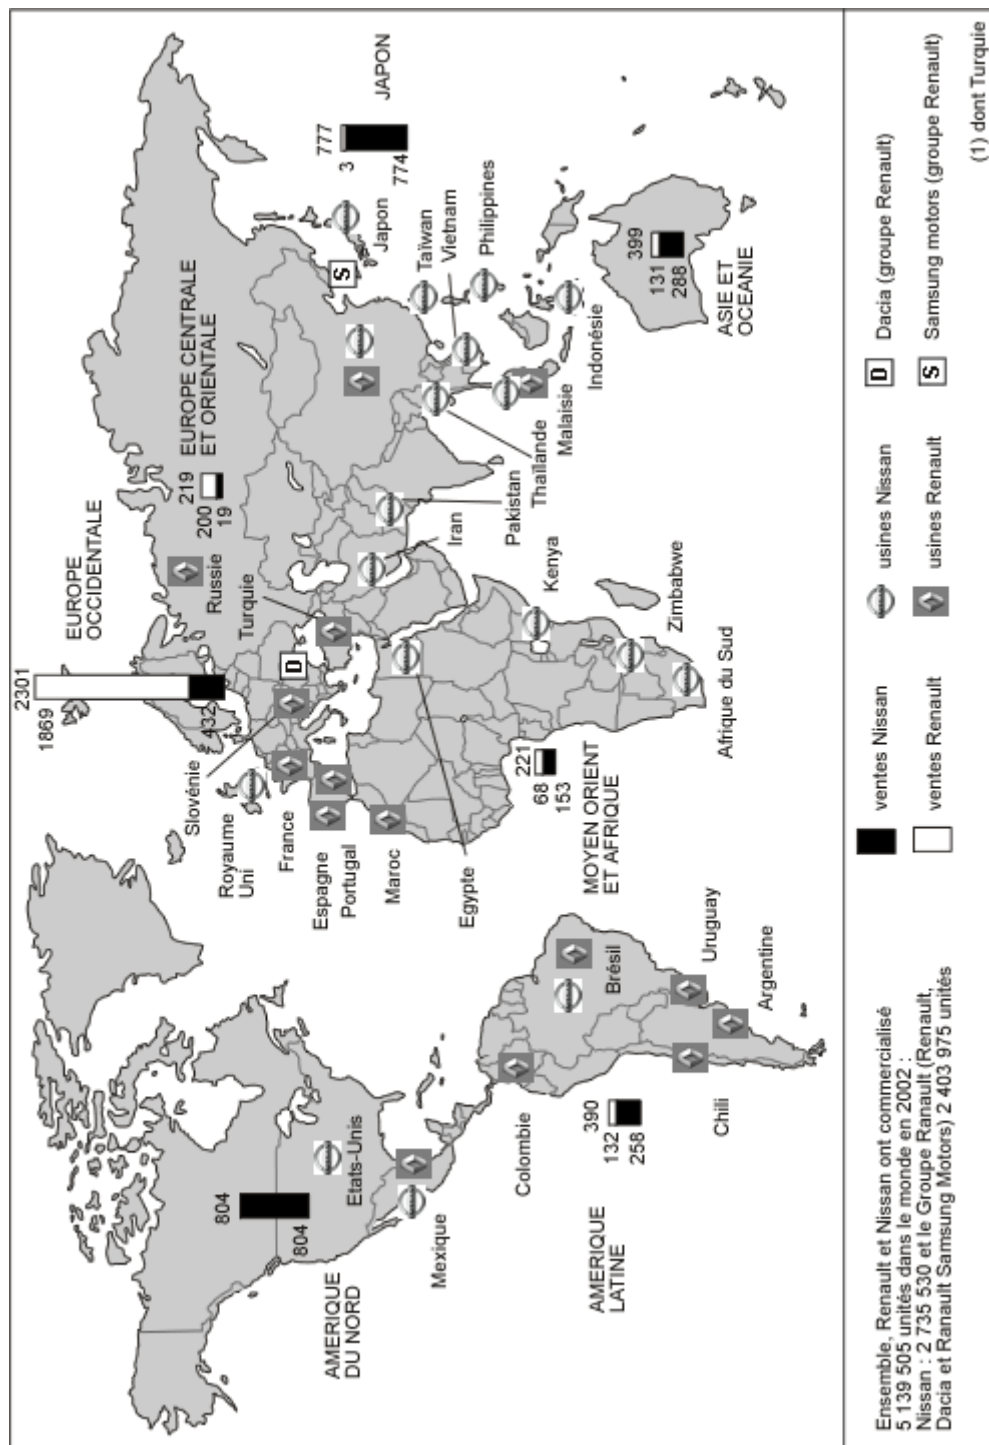 EUROPE
OCCIDENTALE
2301
1869
432
EUROPE CENTRALE
ET ORIENTALE
219
200
19
JAPON
777
3
774
AMÉRIQUE
DU NORD
804
804
Etats-Unis
Mexique
Royaume
Uni
Slovénie
France
Espagne
Portugal
Maroc
Egypte
Turquie
Russie
D
Iran
Pakistan
Thaïlande
Malaisie
Indonésie
Philippines
Vietnam
Taïwan
Japon
S
Kenya
Zimbabwe
Afrique du Sud
MOYEN ORIENT
ET AFRIQUE
221
68
153
AMERIQUE
LATINE
390
132
258
Colombie
Brésil
Uruguay
Argentine
Chili
ASIE ET
OCEANIE
399
131
288
Ensemble, Renault et Nissan ont commercialisé
5 139 505 unités dans le monde en 2002 :
Nissan : 2 735 530 et le Groupe Ranault (Renault,
Dacia et Ranault Samsung Motors) 2 403 975 unités
ventes Nissan
ventes Renault
usines Nissan
usines Renault
D Dacia (groupe Renault)
S Samsung motors (groupe Renault)
(1) dont Turquie